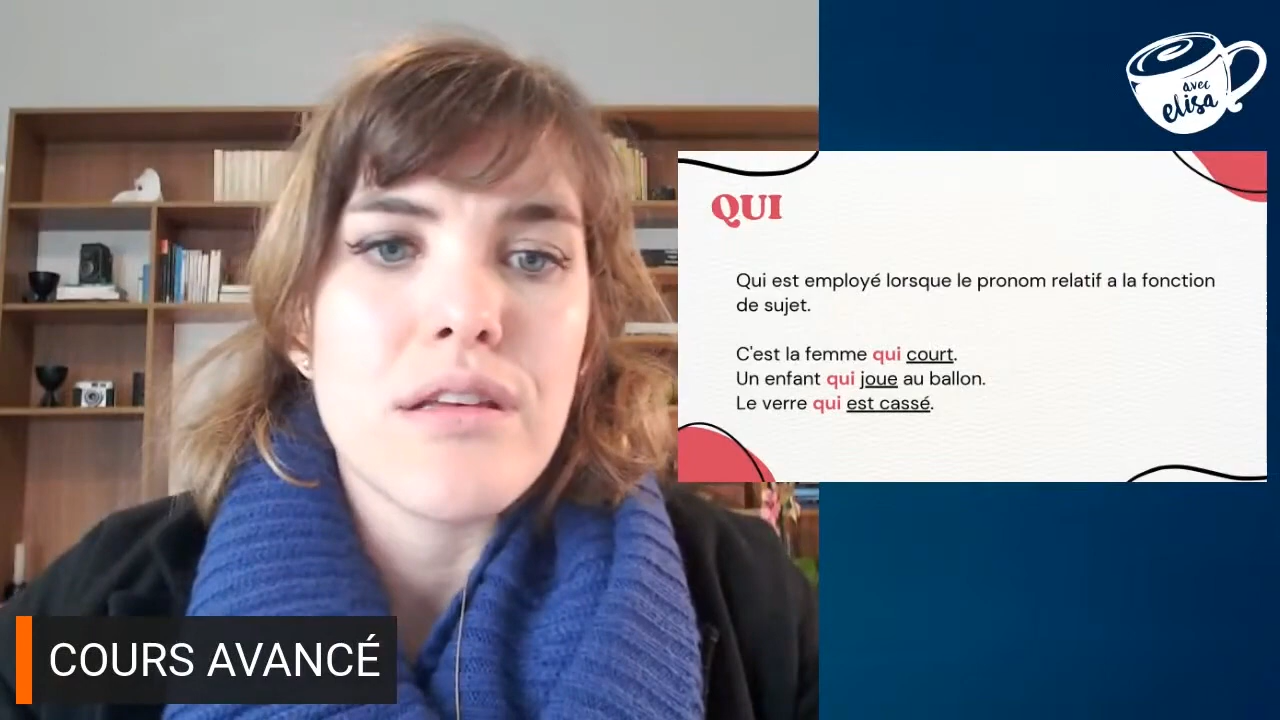 avec
elisa
QUI
Qui est employé lorsque le pronom relatif a la fonction
de sujet.
C'est la femme qui court.
Un enfant qui joue au ballon.
Le verre qui est cassé.
COURS AVANCÉ